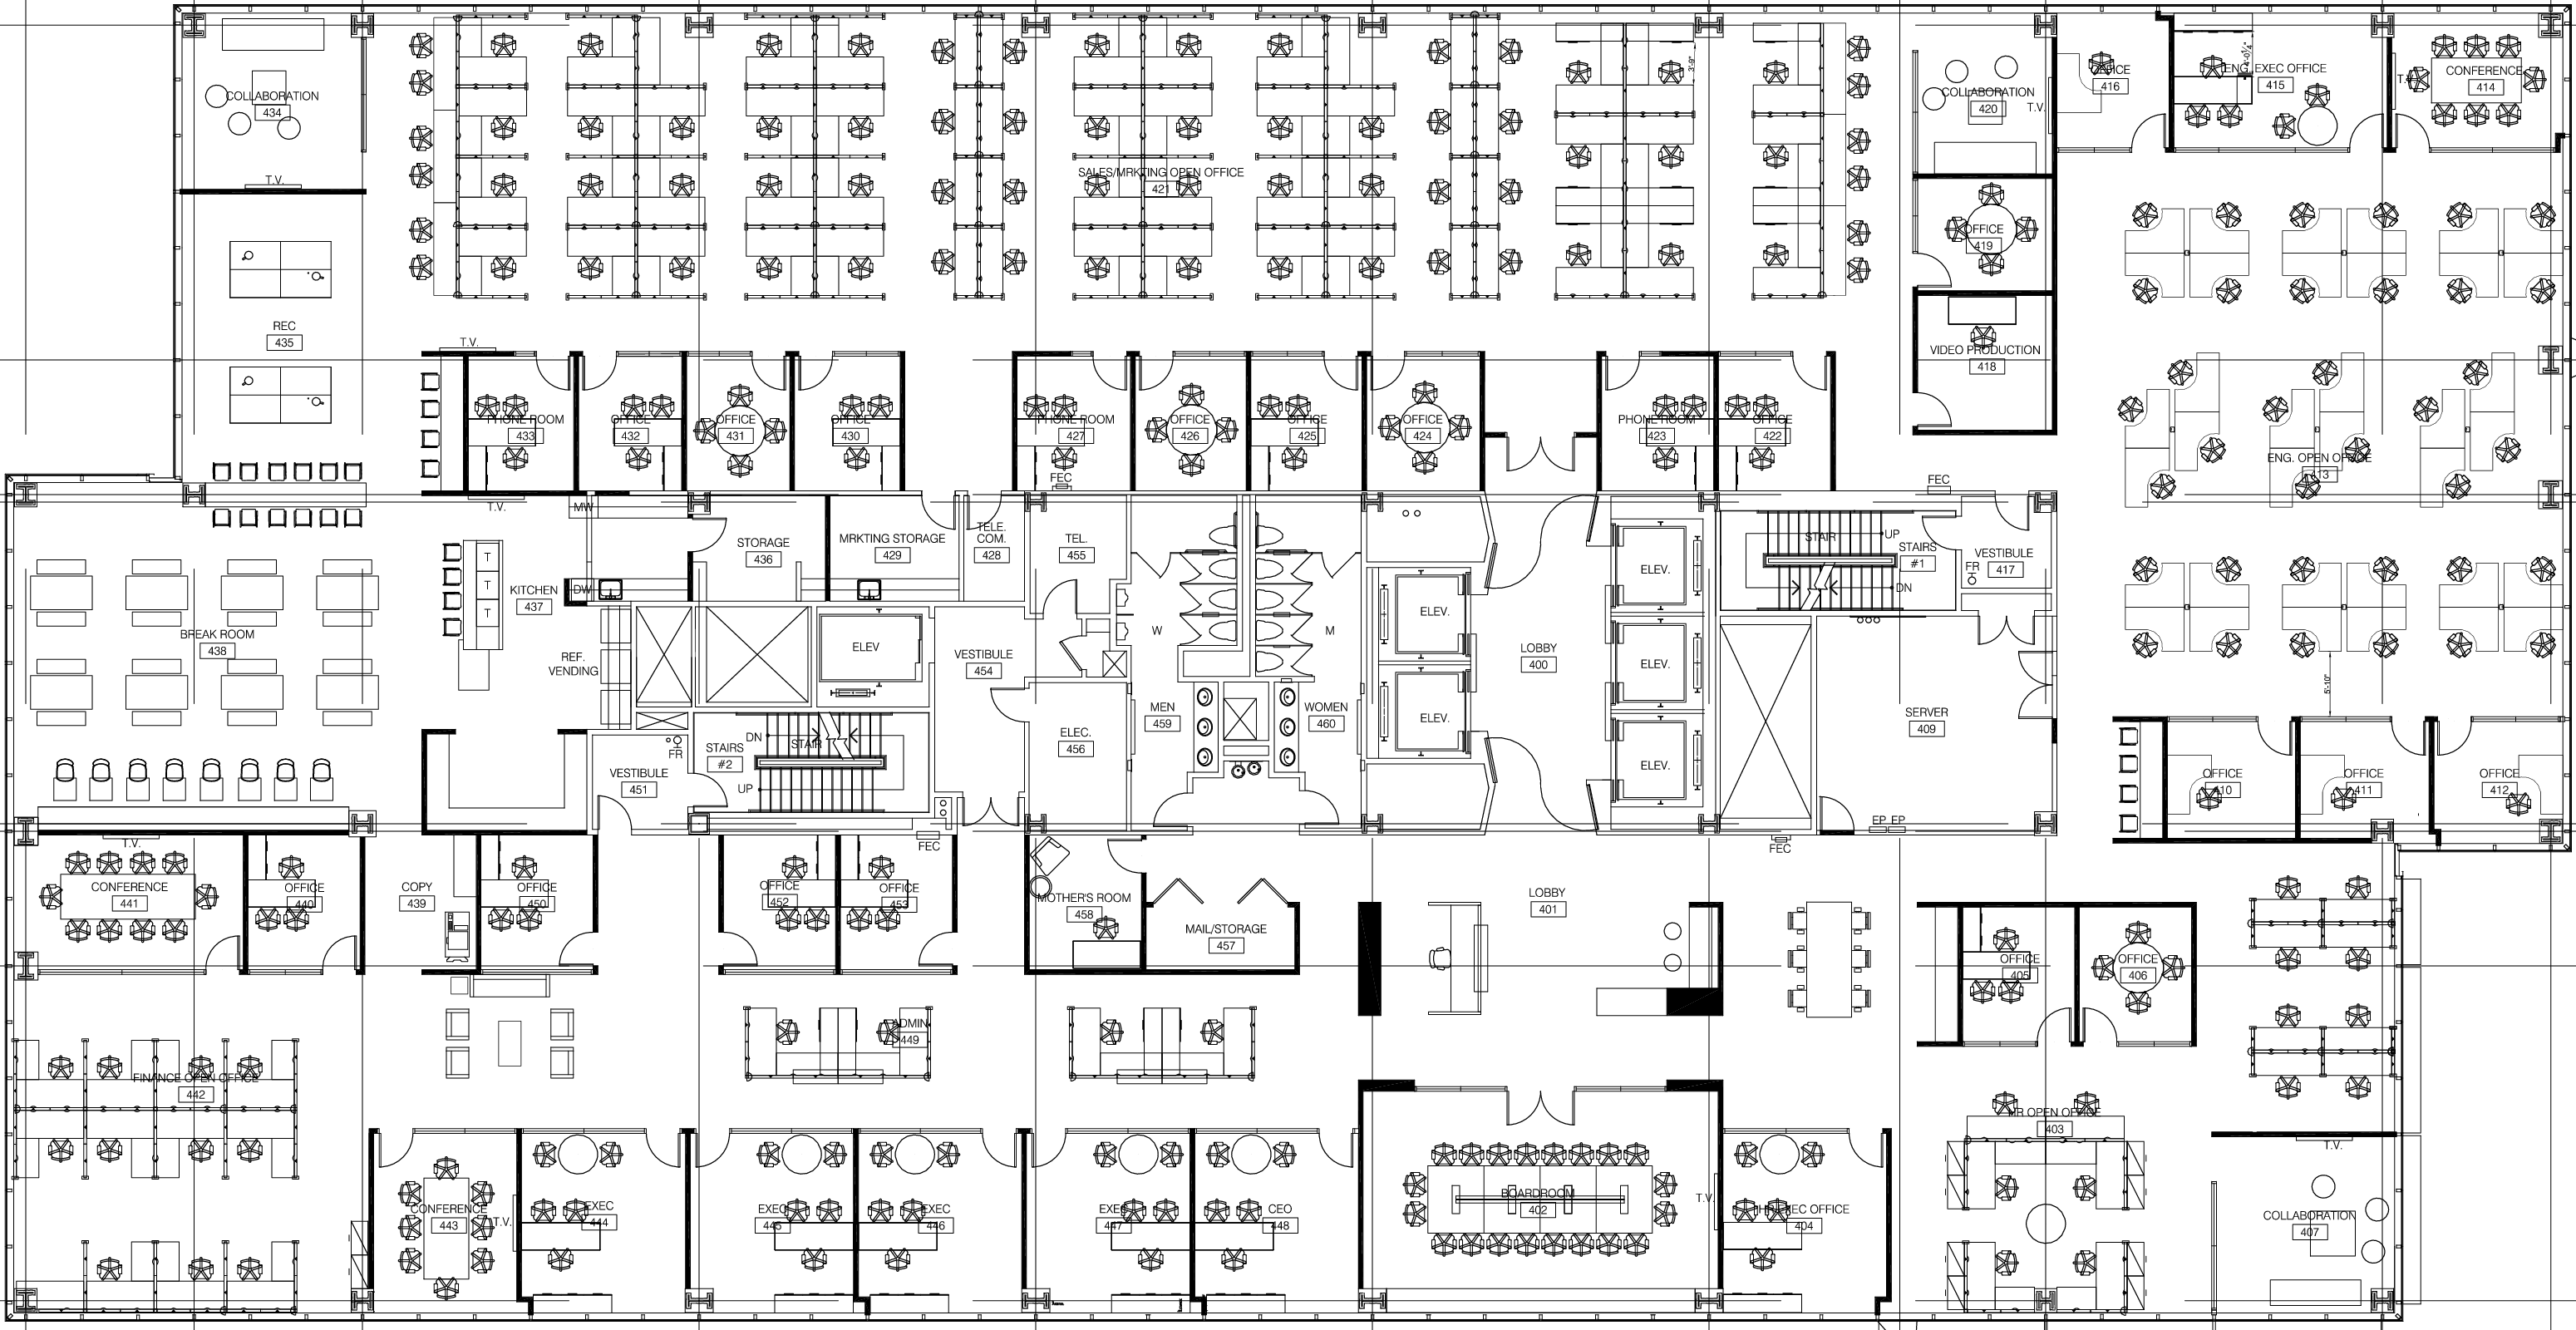 COLLABORATION
434
T.V.
REC
435
SALES/MRKTING OPEN OFFICE
421
3'-9"
COLLABORATION
420
T.V.
OFFICE
416
ENG. EXEC OFFICE
415
T.V.
CONFERENCE
414
OFFICE
419
VIDEO PRODUCTION
418
ENG. OPEN OFFICE
413
T.V.
PHONE ROOM
433
OFFICE
432
OFFICE
431
OFFICE
430
PHONE ROOM
427
FEC
OFFICE
426
OFFICE
425
OFFICE
424
PHONE ROOM
423
OFFICE
422
FEC
T.V.
MW
STORAGE
436
MRKTING STORAGE
429
TELE.
COM.
428
TEL.
455
KITCHEN
437
DW
T
T
T
BREAK ROOM
438
REF.
VENDING
ELEV
VESTIBULE
454
W
M
ELEV.
ELEV.
LOBBY
400
ELEV.
ELEV.
ELEV.
STAIR
UP
STAIRS
#1
DN
VESTIBULE
417
FR
5'-10"
SERVER
409
EP EP
FEC
MEN
459
WOMEN
460
ELEC.
456
FR
VESTIBULE
451
STAIRS
#2
DN
STAIR
UP
FEC
OFFICE
410
OFFICE
411
OFFICE
412
T.V.
CONFERENCE
441
OFFICE
440
COPY
439
OFFICE
450
OFFICE
452
OFFICE
453
MOTHER'S ROOM
458
MAIL/STORAGE
457
LOBBY
401
OFFICE
405
OFFICE
406
ADMIN
449
FINANCE OPEN OFFICE
442
HR OPEN OFFICE
403
T.V.
COLLABORATION
407
CONFERENCE
443
T.V.
EXEC
444
EXEC
445
EXEC
446
EXEC
447
CEO
448
BOARDROOM
402
T.V.
HR EXEC OFFICE
404